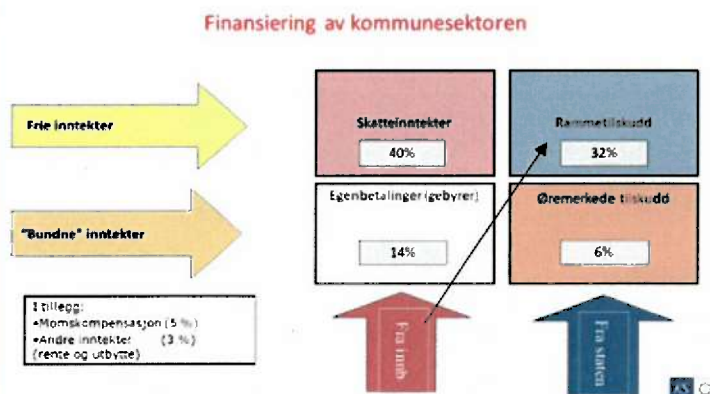 Finansiering av kommunesektoren
Frie inntekter
Skatteinntekter
40%
Rammetilskudd
32%
"Bundne" inntekter
Egenbetalinger (gebyrer)
14%
Øremerkede tilskudd
6%
I tillegg:
•Momskompensasjon (5 %)
•Andre inntekter (3 %)
(rente og utbytte)
Fra innb
Fra staten